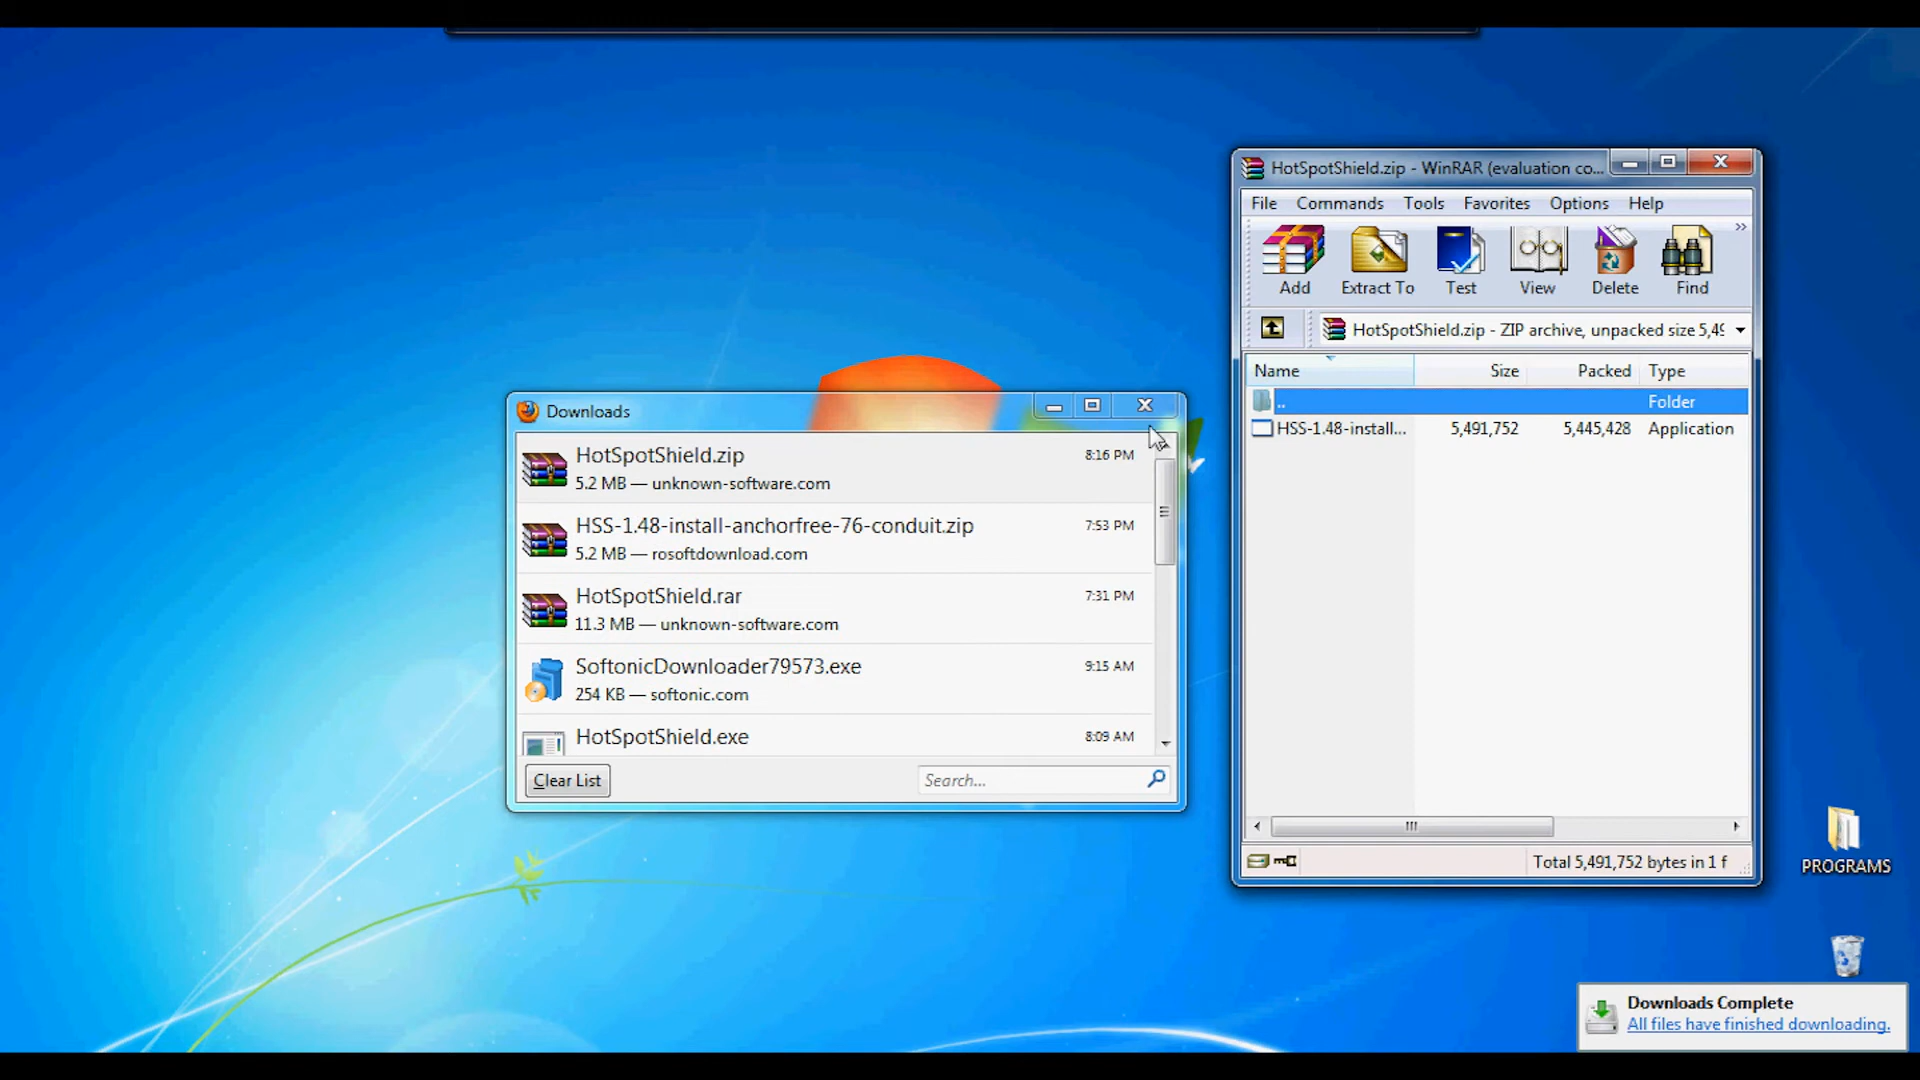 Downloads
HotSpotShield.zip
8:16 PM
5.2 MB — unknown-software.com
HSS-1.48-install-anchorfree-76-conduit.zip
7:53 PM
5.2 MB — rosoftdownload.com
HotSpotShield.rar
7:31 PM
11.3 MB — unknown-software.com
SoftonicDownloader79573.exe
9:15 AM
254 KB — softonic.com
HotSpotShield.exe
8:09 AM
Clear List
Search...
HotSpotShield.zip - WinRAR (evaluation co...
File Commands Tools Favorites Options Help
Add Extract To Test View Delete Find
HotSpotShield.zip - ZIP archive, unpacked size 5,49
Name Size Packed Type
.. Folder
HSS-1.48-install... 5,491,752 5,445,428 Application
Total 5,491,752 bytes in 1 f
PROGRAMS
Downloads Complete
All files have finished downloading.